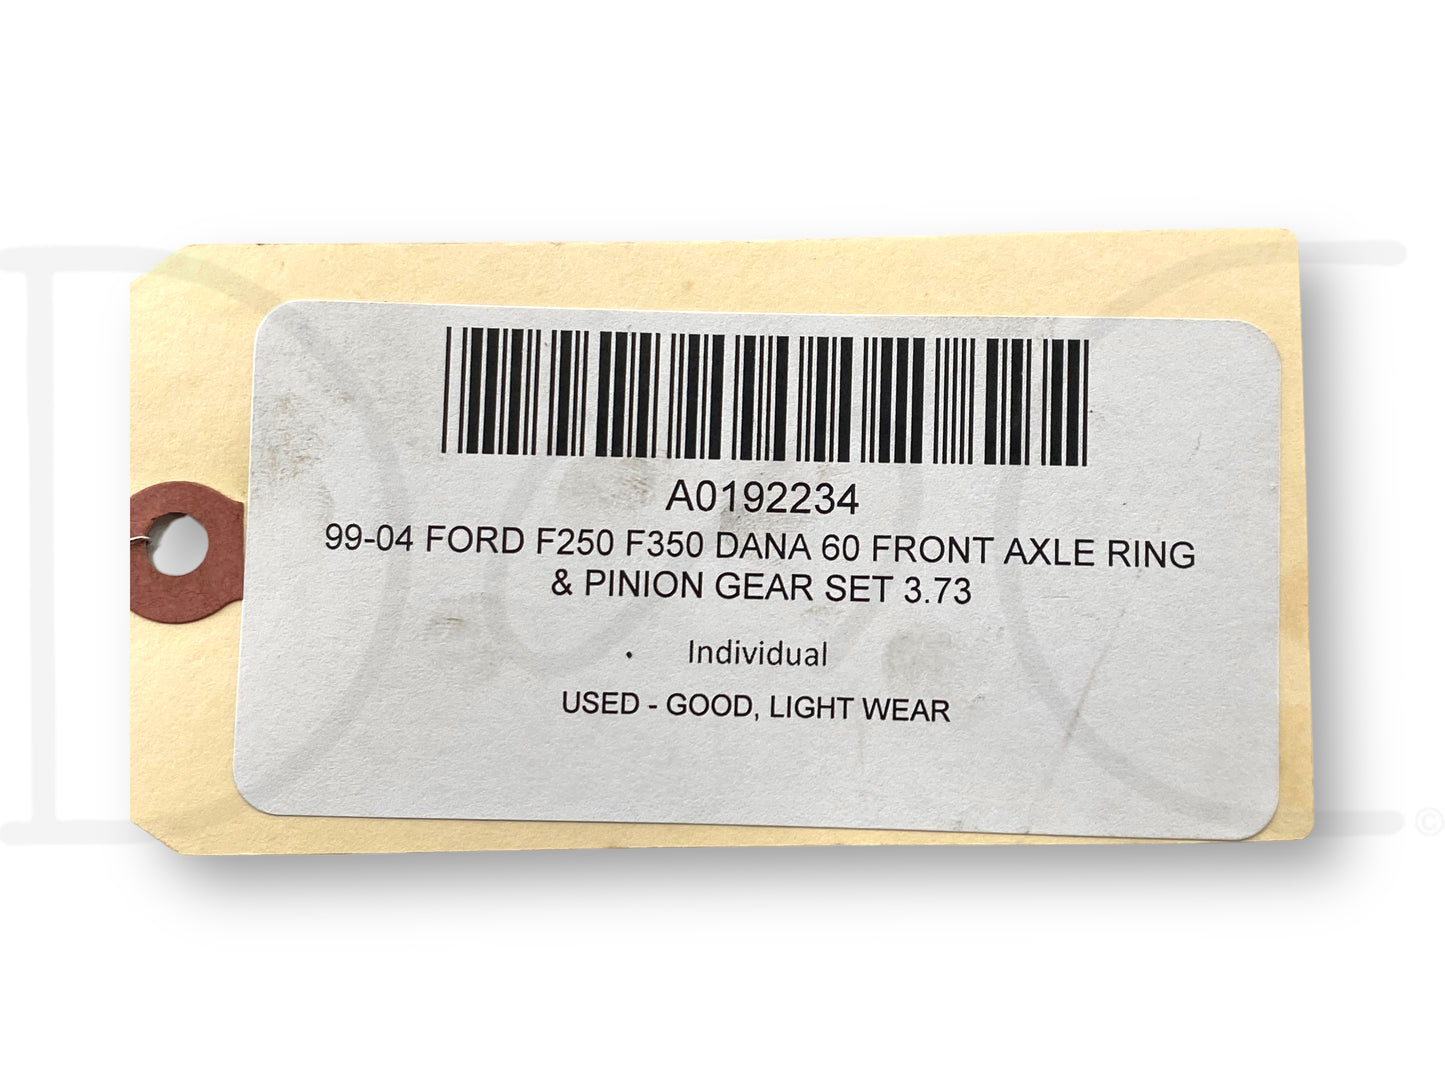 A0192234
99-04 FORD F250 F350 DANA 60 FRONT AXLE RING
& PINION GEAR SET 3.73
Individual
USED - GOOD, LIGHT WEAR
©